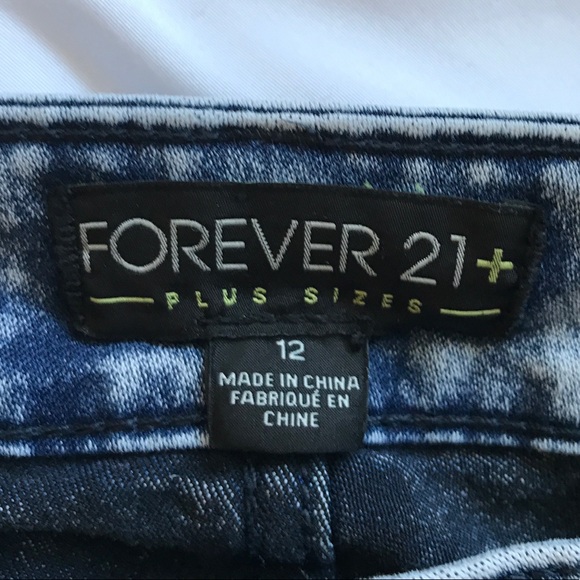 FOREVER 21+
PLUS SIZES
12
MADE IN CHINA
FABRIQUÉ EN
CHINE